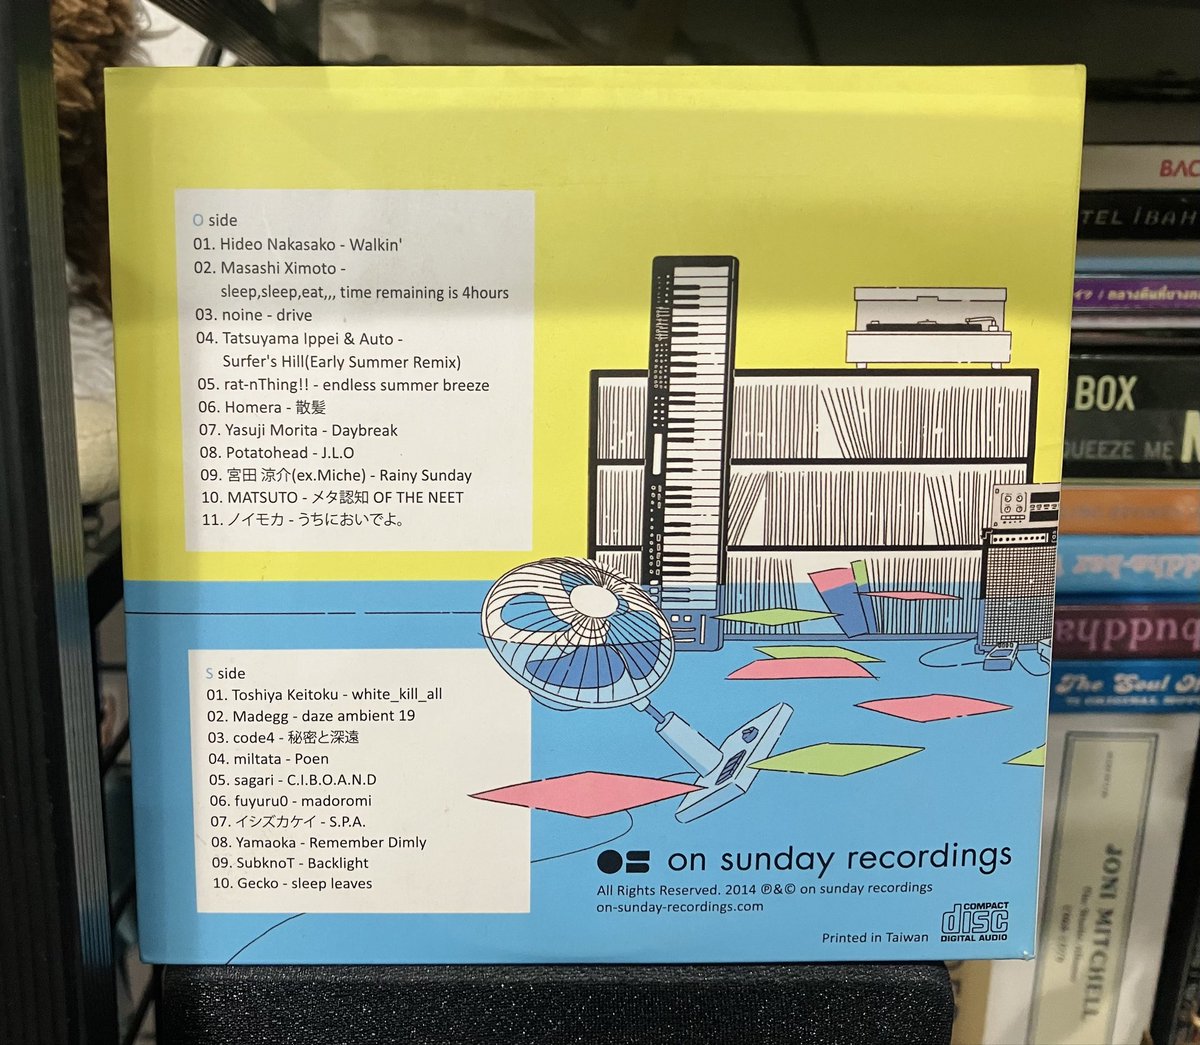 O side
01. Hideo Nakasako - Walkin'
02. Masashi Ximoto -
sleep,sleep,eat,,, time remaining is 4hours
03. noine - drive
04. Tatsuyama Ippei & Auto -
Surfer's Hill(Early Summer Remix)
05. rat-nThing!! - endless summer breeze
06. Homera - 散髪
07. Yasuji Morita - Daybreak
08. Potatohead - J.L.O
09. 宮田 涼介(ex.Miche) - Rainy Sunday
10. MATSUTO - メタ認知 OF THE NEET
11. ノイモカ - うちにおいでよ。
S side
01. Toshiya Keitoku - white_kill_all
02. Madegg - daze ambient 19
03. code4 - 秘密と深遠
04. miltata - Poen
05. sagari - C.I.B.O.A.N.D
06. fuyuru0 - madoromi
07. イシズカケイ - S.P.A.
08. Yamaoka - Remember Dimly
09. SubknoT - Backlight
10. Gecko - sleep leaves
on sunday recordings
All Rights Reserved. 2014 ℗&© on sunday recordings
on-sunday-recordings.com
Printed in Taiwan
COMPACT
disc
DIGITAL AUDIO
BAC
TEL
BOX
QUEEZE ME
buddha
The Soul
JONI MITCHELL